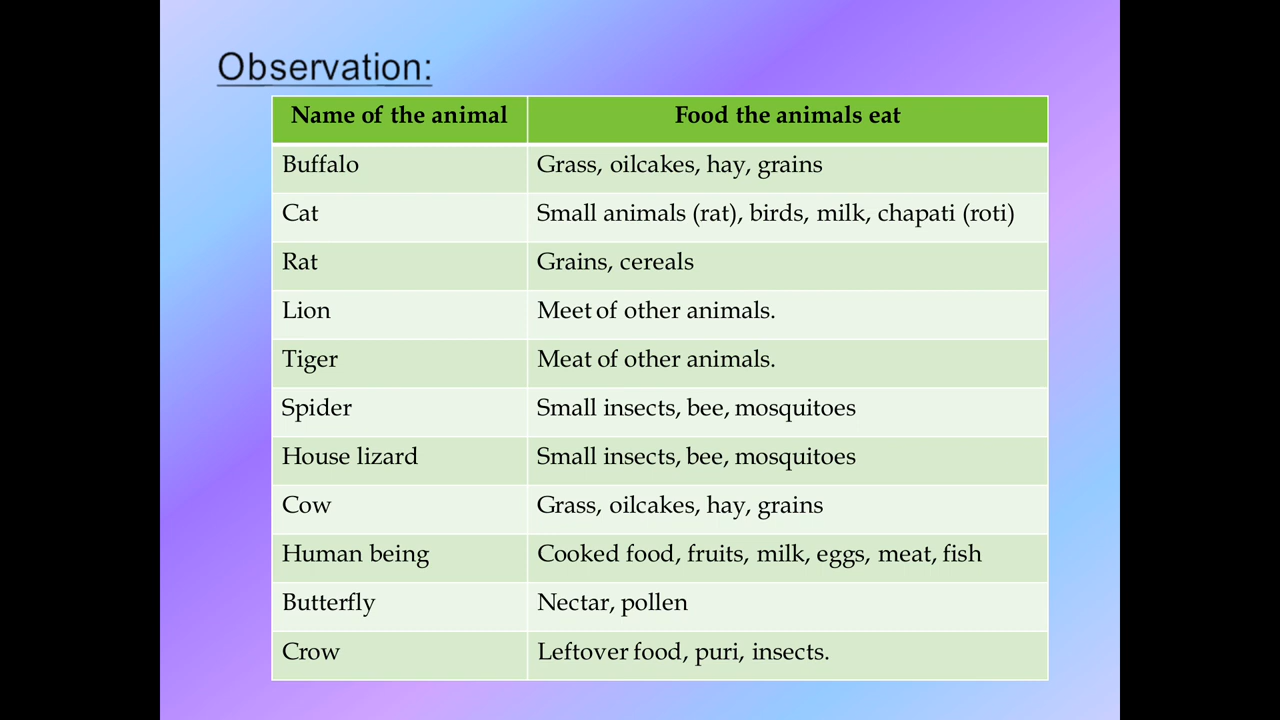 Observation:
Name of the animal Food the animals eat
Buffalo Grass, oilcakes, hay, grains
Cat Small animals (rat), birds, milk, chapati (roti)
Rat Grains, cereals
Lion Meet of other animals.
Tiger Meat of other animals.
Spider Small insects, bee, mosquitoes
House lizard Small insects, bee, mosquitoes
Cow Grass, oilcakes, hay, grains
Human being Cooked food, fruits, milk, eggs, meat, fish
Butterfly Nectar, pollen
Crow Leftover food, puri, insects.